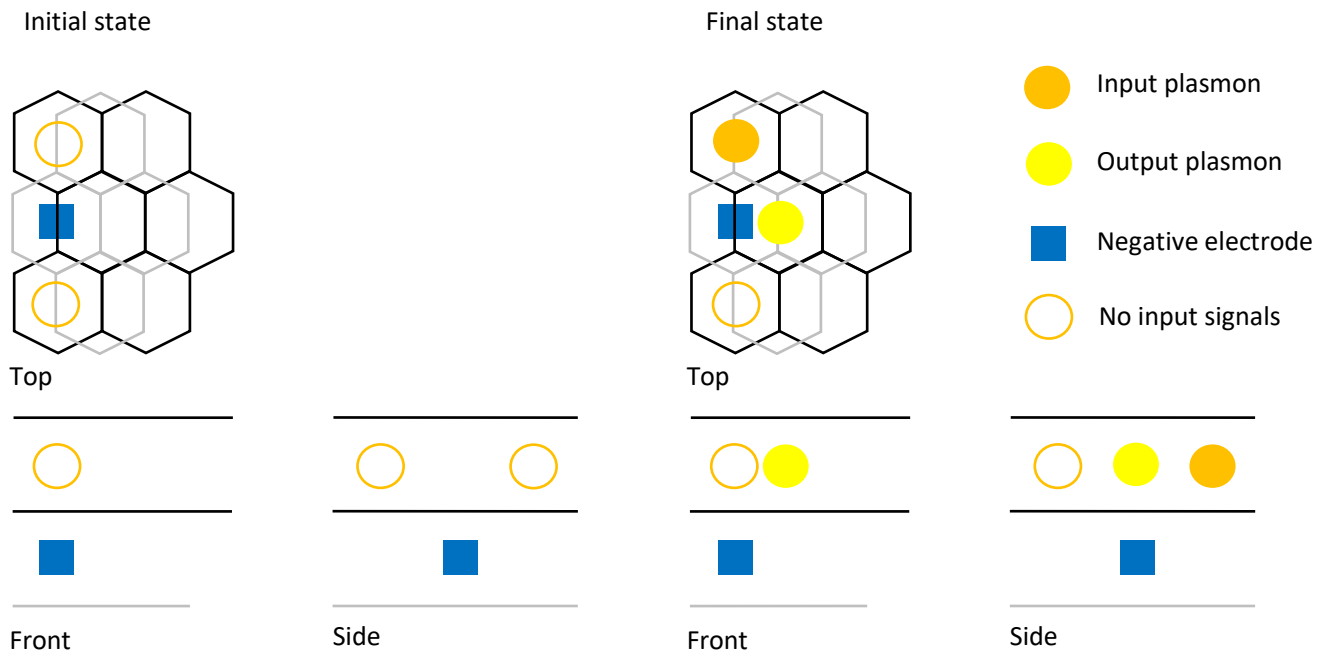 Initial state
Final state
Input plasmon
Output plasmon
Negative electrode
No input signals
Top
Top
Front
Side
Front
Side